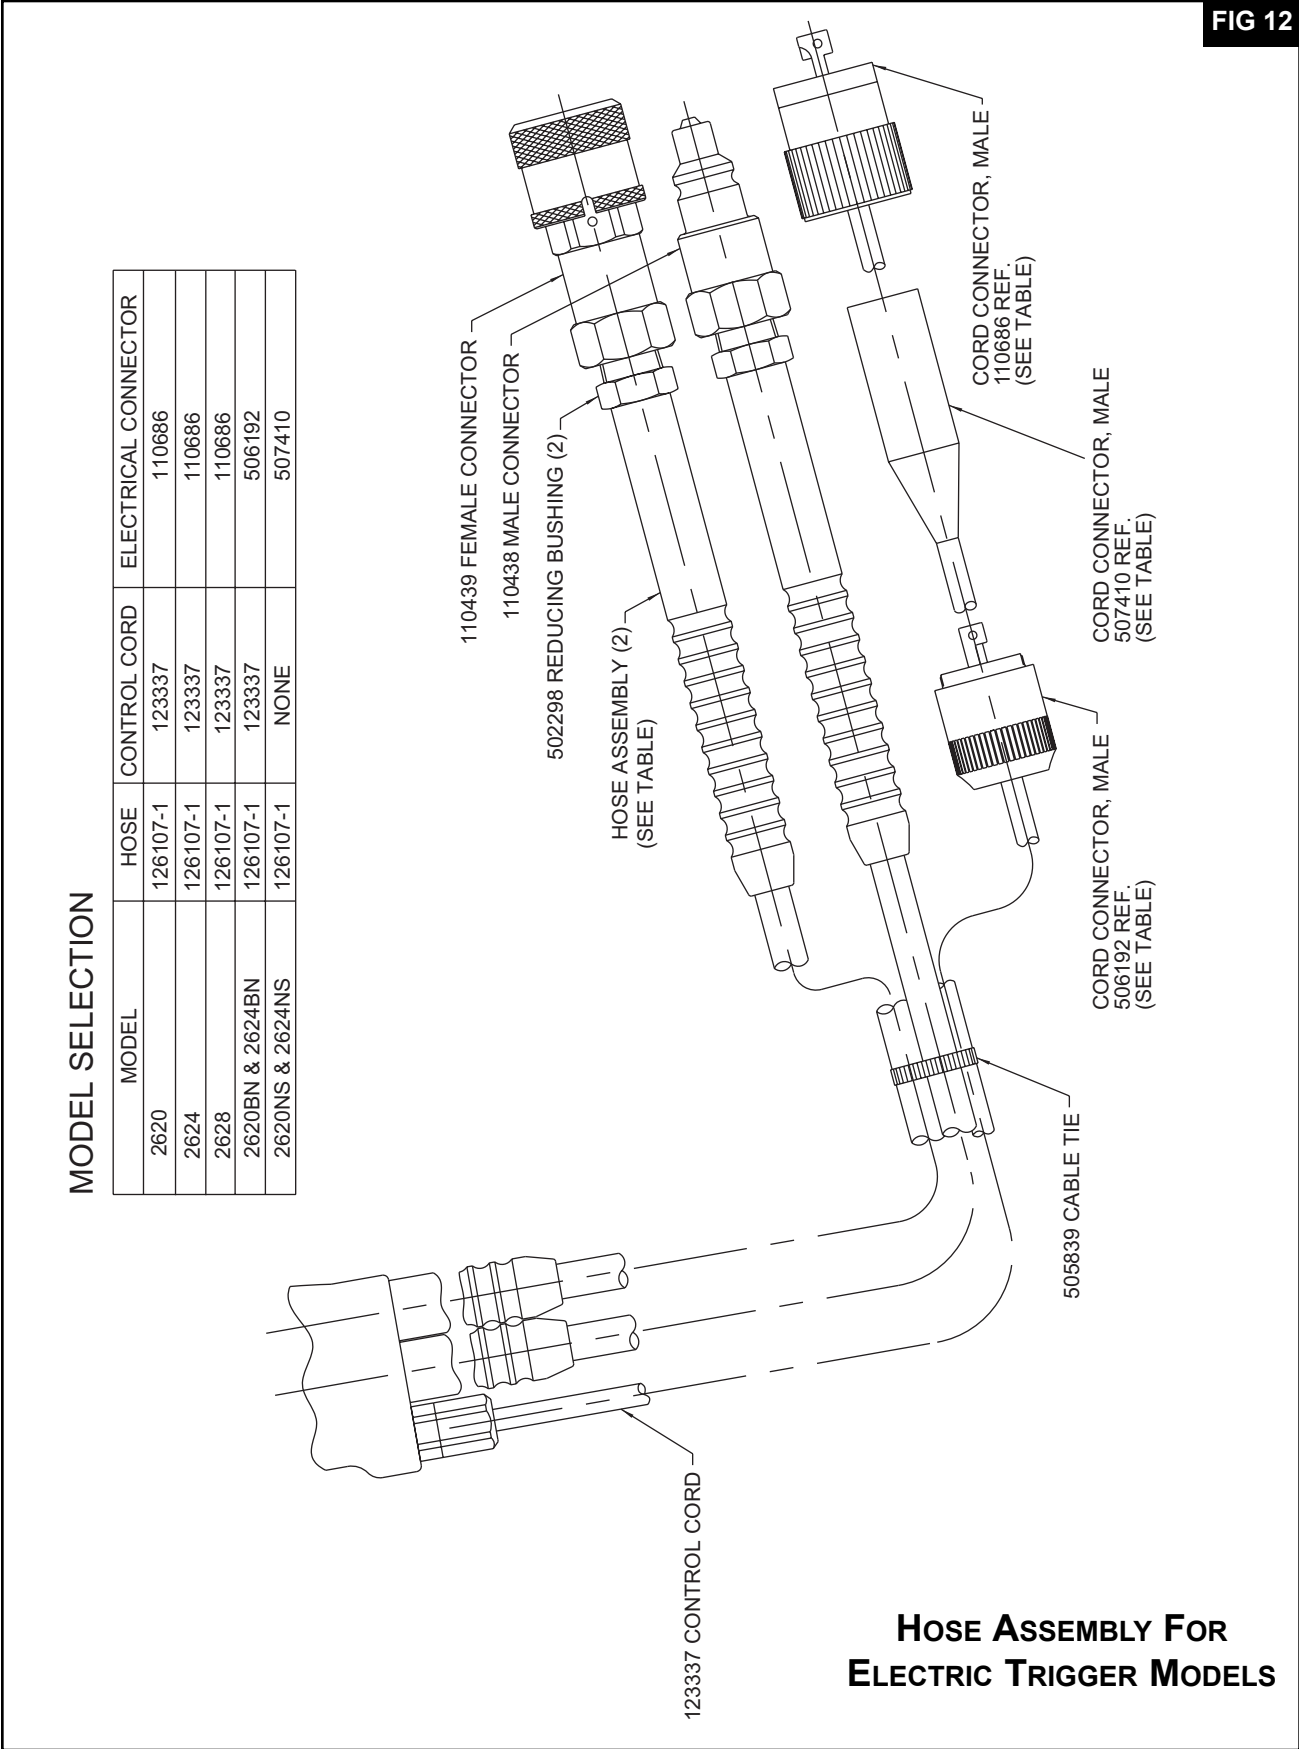 FIG 12
MODEL SELECTION
MODEL HOSE CONTROL CORD ELECTRICAL CONNECTOR
2620 126107-1 123337 110686
2624 126107-1 123337 110686
2628 126107-1 123337 110686
2620BN & 2624BN 126107-1 123337 506192
2620NS & 2624NS 126107-1 NONE 507410
110439 FEMALE CONNECTOR
110438 MALE CONNECTOR
502298 REDUCING BUSHING (2)
HOSE ASSEMBLY (2)
(SEE TABLE)
CORD CONNECTOR, MALE
110686 REF.
(SEE TABLE)
CORD CONNECTOR, MALE
507410 REF.
(SEE TABLE)
CORD CONNECTOR, MALE
506192 REF.
(SEE TABLE)
505839 CABLE TIE
123337 CONTROL CORD
HOSE ASSEMBLY FOR
ELECTRIC TRIGGER MODELS